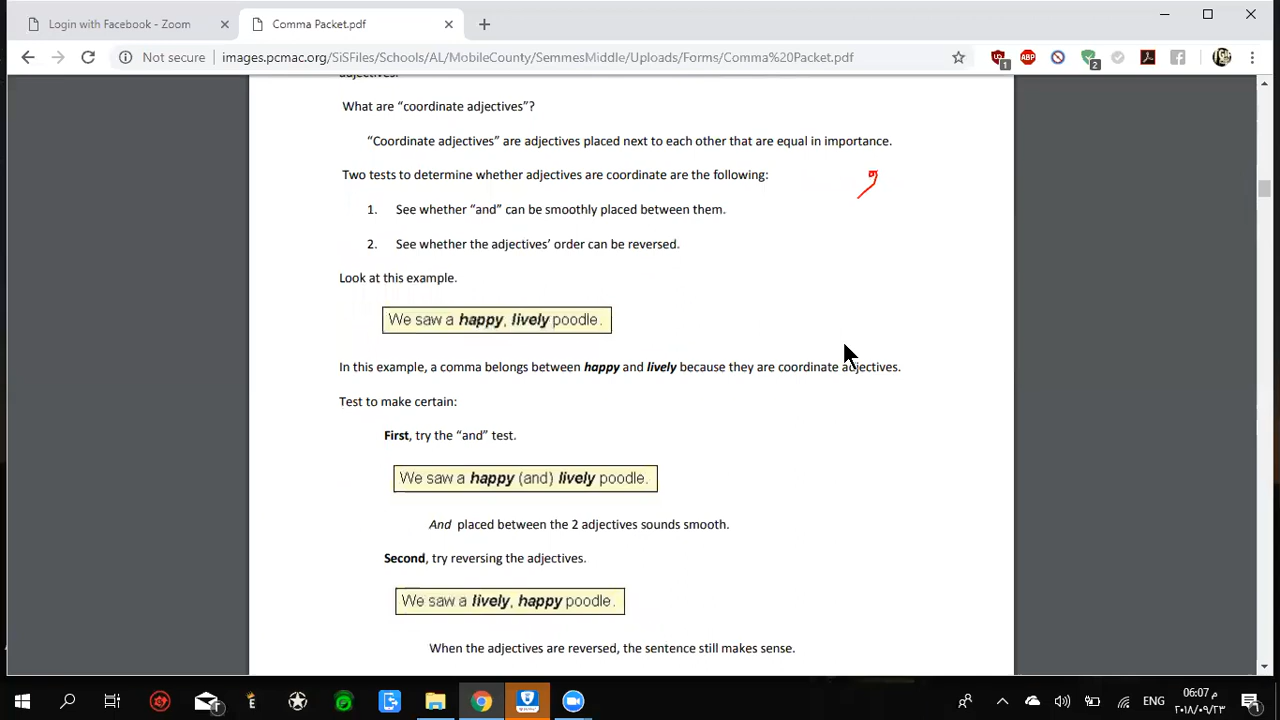 Login with Facebook - Zoom
Comma Packet.pdf
Not secure
images.pcmac.org/SiSFiles/Schools/AL/MobileCounty/SemmesMiddle/Uploads/Forms/Comma%20Packet.pdf
adjectives.
What are “coordinate adjectives”?
“Coordinate adjectives” are adjectives placed next to each other that are equal in importance.
Two tests to determine whether adjectives are coordinate are the following:
1. See whether “and” can be smoothly placed between them.
2. See whether the adjectives’ order can be reversed.
Look at this example.
We saw a happy, lively poodle.
In this example, a comma belongs between happy and lively because they are coordinate adjectives.
Test to make certain:
First, try the “and” test.
We saw a happy (and) lively poodle.
And placed between the 2 adjectives sounds smooth.
Second, try reversing the adjectives.
We saw a lively, happy poodle.
When the adjectives are reversed, the sentence still makes sense.
ENG
06:07 م
٢٠١٨/٠٩/٢٣